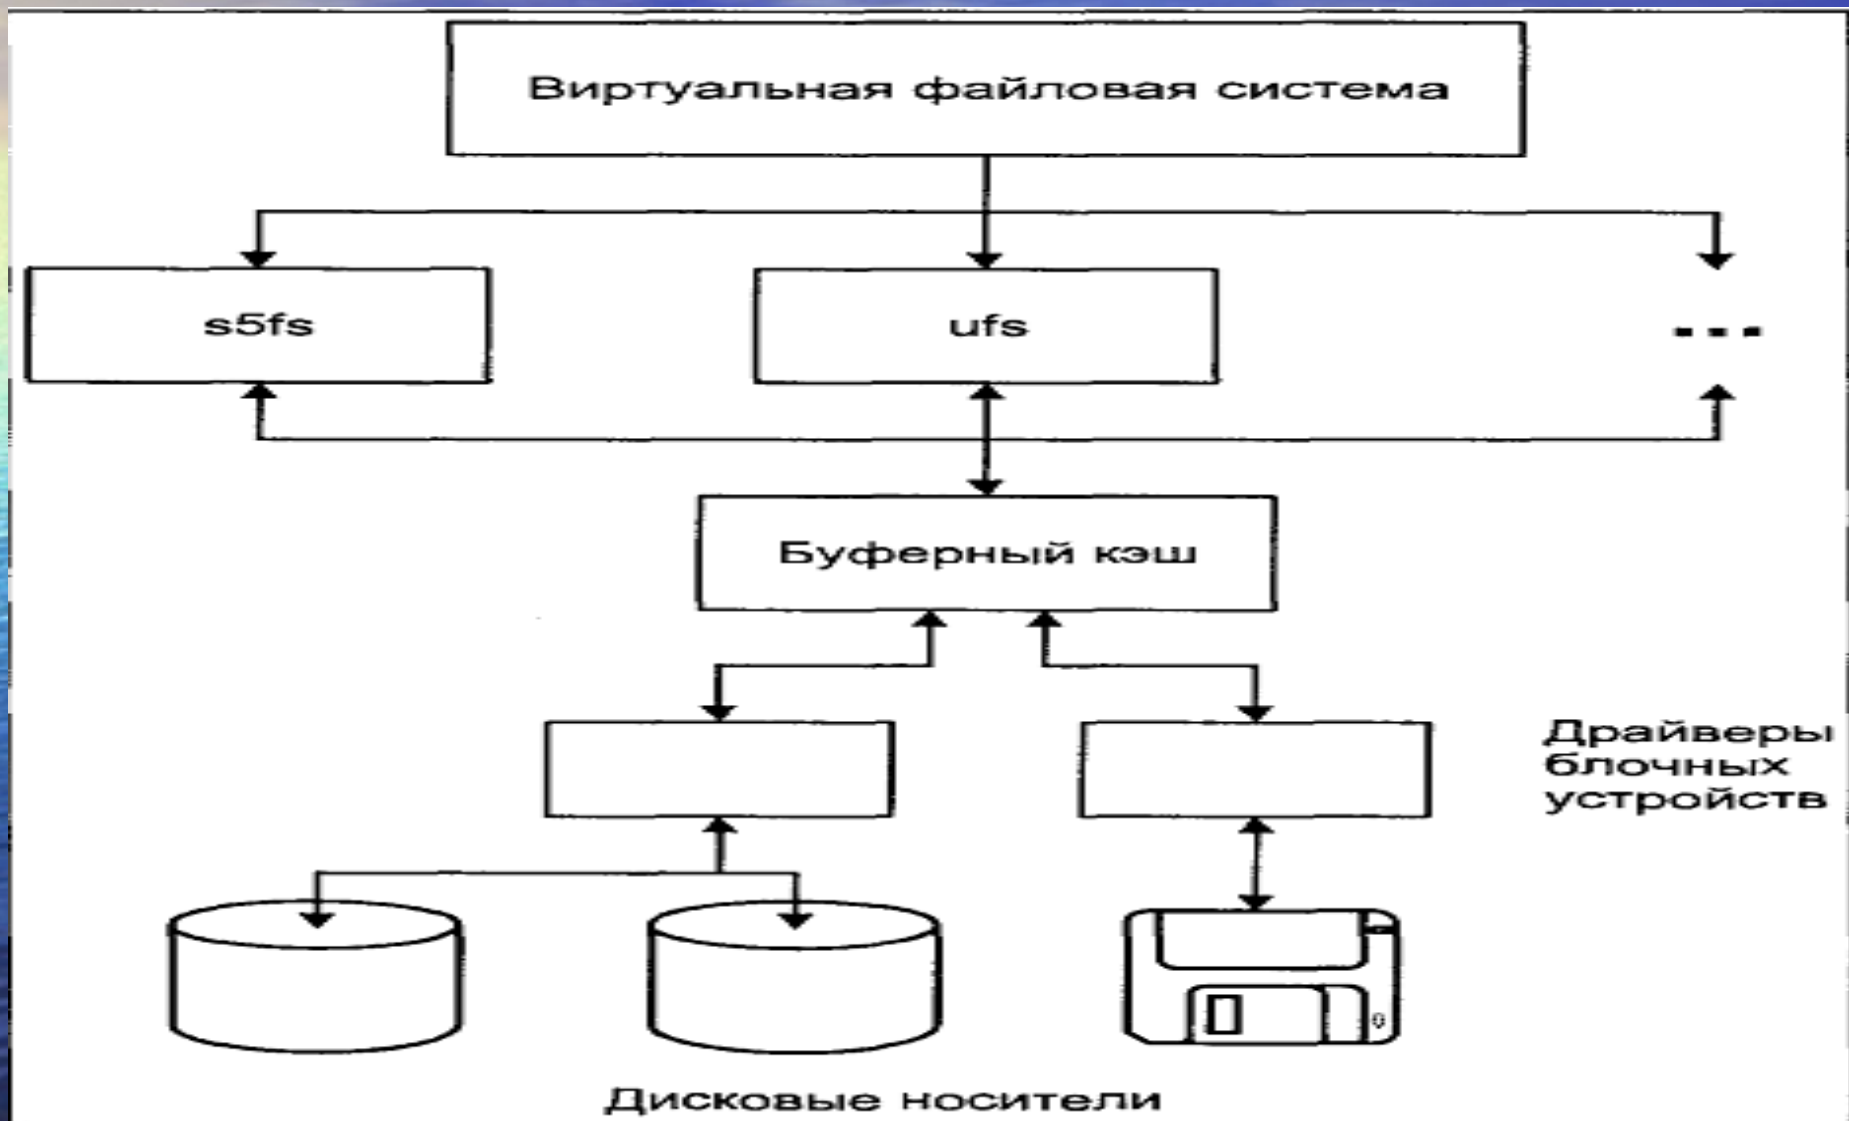 Виртуальная файловая система
s5fs
ufs
...
Буферный кэш
Драйверы
блочных
устройств
Дисковые носители